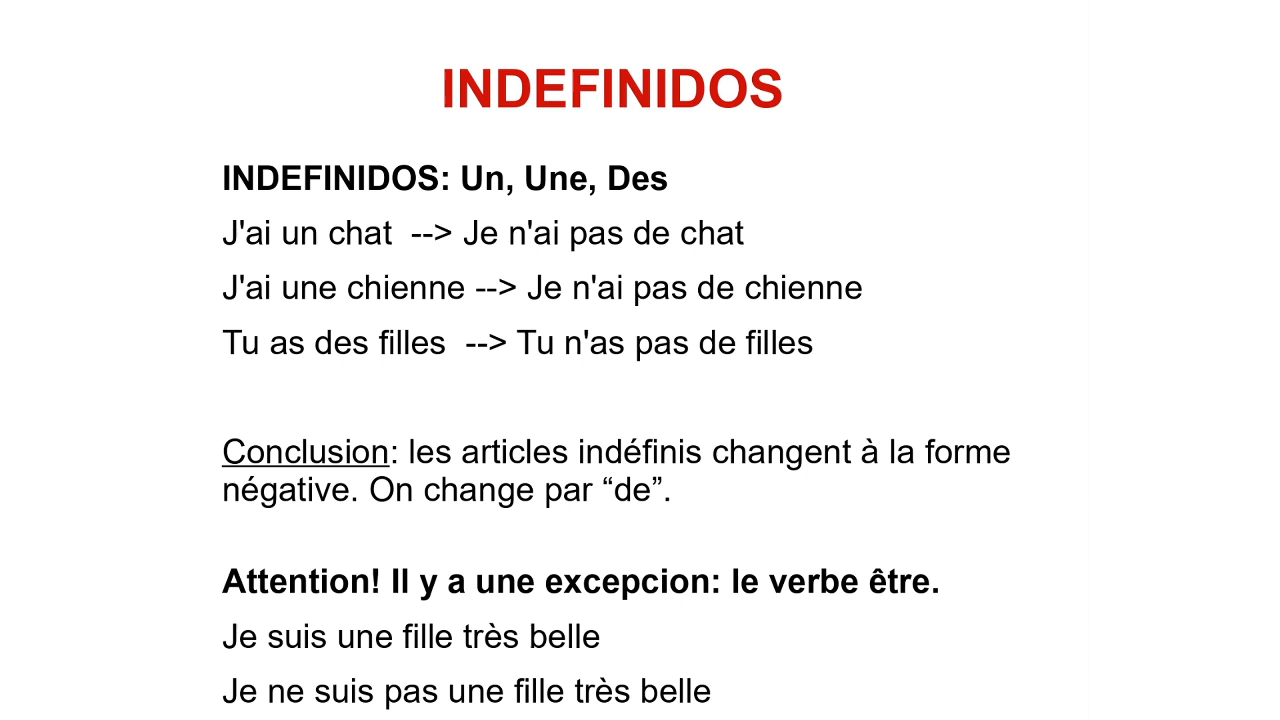 INDEFINIDOS
INDEFINIDOS: Un, Une, Des
J'ai un chat --> Je n'ai pas de chat
J'ai une chienne --> Je n'ai pas de chienne
Tu as des filles --> Tu n'as pas de filles
Conclusion: les articles indéfinis changent à la forme
négative. On change par “de”.
Attention! Il y a une excepcion: le verbe être.
Je suis une fille très belle
Je ne suis pas une fille très belle